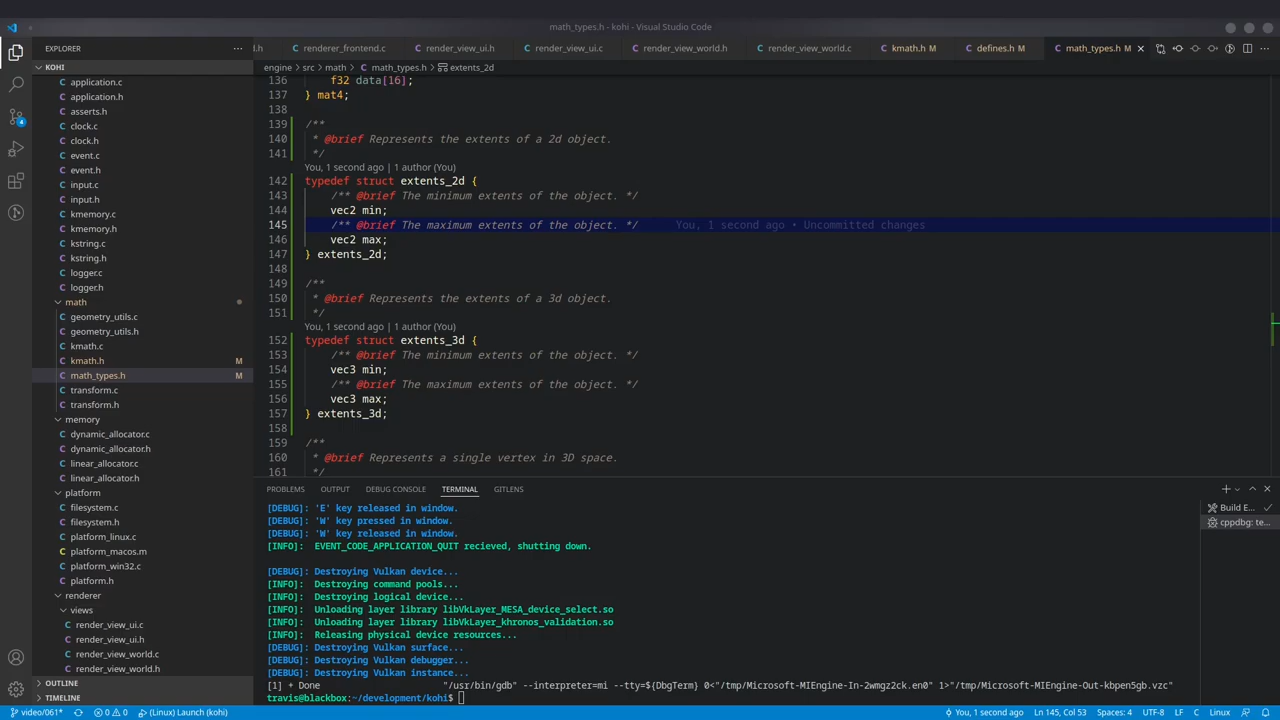 math_types.h - kohi - Visual Studio Code
EXPLORER
.h
renderer_frontend.c
render_view_ui.h
render_view_ui.c
render_view_world.h
render_view_world.c
kmath.h M
defines.h M
math_types.h M
KOHI
engine > src > math > math_types.h > extents_2d
application.c
application.h
asserts.h
clock.c
clock.h
event.c
event.h
input.c
input.h
kmemory.c
kmemory.h
kstring.c
kstring.h
logger.c
logger.h
math
geometry_utils.c
geometry_utils.h
kmath.c
kmath.h M
math_types.h M
transform.c
transform.h
memory
dynamic_allocator.c
dynamic_allocator.h
linear_allocator.c
linear_allocator.h
platform
filesystem.c
filesystem.h
platform_linux.c
platform_macos.m
platform_win32.c
platform.h
renderer
views
render_view_ui.c
render_view_ui.h
render_view_world.c
render_view_world.h
OUTLINE
TIMELINE
136 f32 data[16];
137 } mat4;
138
139 /**
140 * @brief Represents the extents of a 2d object.
141 */
You, 1 second ago | 1 author (You)
142 typedef struct extents_2d {
143 /** @brief The minimum extents of the object. */
144 vec2 min;
145 /** @brief The maximum extents of the object. */ You, 1 second ago • Uncommitted changes
146 vec2 max;
147 } extents_2d;
148
149 /**
150 * @brief Represents the extents of a 3d object.
151 */
You, 1 second ago | 1 author (You)
152 typedef struct extents_3d {
153 /** @brief The minimum extents of the object. */
154 vec3 min;
155 /** @brief The maximum extents of the object. */
156 vec3 max;
157 } extents_3d;
158
159 /**
160 * @brief Represents a single vertex in 3D space.
161 */
PROBLEMS OUTPUT DEBUG CONSOLE TERMINAL GITLENS
[DEBUG]: 'E' key released in window.
[DEBUG]: 'W' key pressed in window.
[DEBUG]: 'W' key released in window.
[INFO]: EVENT_CODE_APPLICATION_QUIT recieved, shutting down.
[DEBUG]: Destroying Vulkan device...
[INFO]: Destroying command pools...
[INFO]: Destroying logical device...
[INFO]: Unloading layer library libVkLayer_MESA_device_select.so
[INFO]: Unloading layer library libVkLayer_khronos_validation.so
[INFO]: Releasing physical device resources...
[DEBUG]: Destroying Vulkan surface...
[DEBUG]: Destroying Vulkan debugger...
[DEBUG]: Destroying Vulkan instance...
[1] + Done "/usr/bin/gdb" --interpreter=mi --tty=${DbgTerm} 0<"/tmp/Microsoft-MIEngine-In-2wmgz2ck.en0" 1>"/tmp/Microsoft-MIEngine-Out-kbpen5gb.vzc"
travis@blackbox:~/development/kohi$
Build E...
cppdbg: te...
4
video/061* 0 0 (Linux) Launch (kohi)
You, 1 second ago Ln 145, Col 53 Spaces: 4 UTF-8 LF C Linux